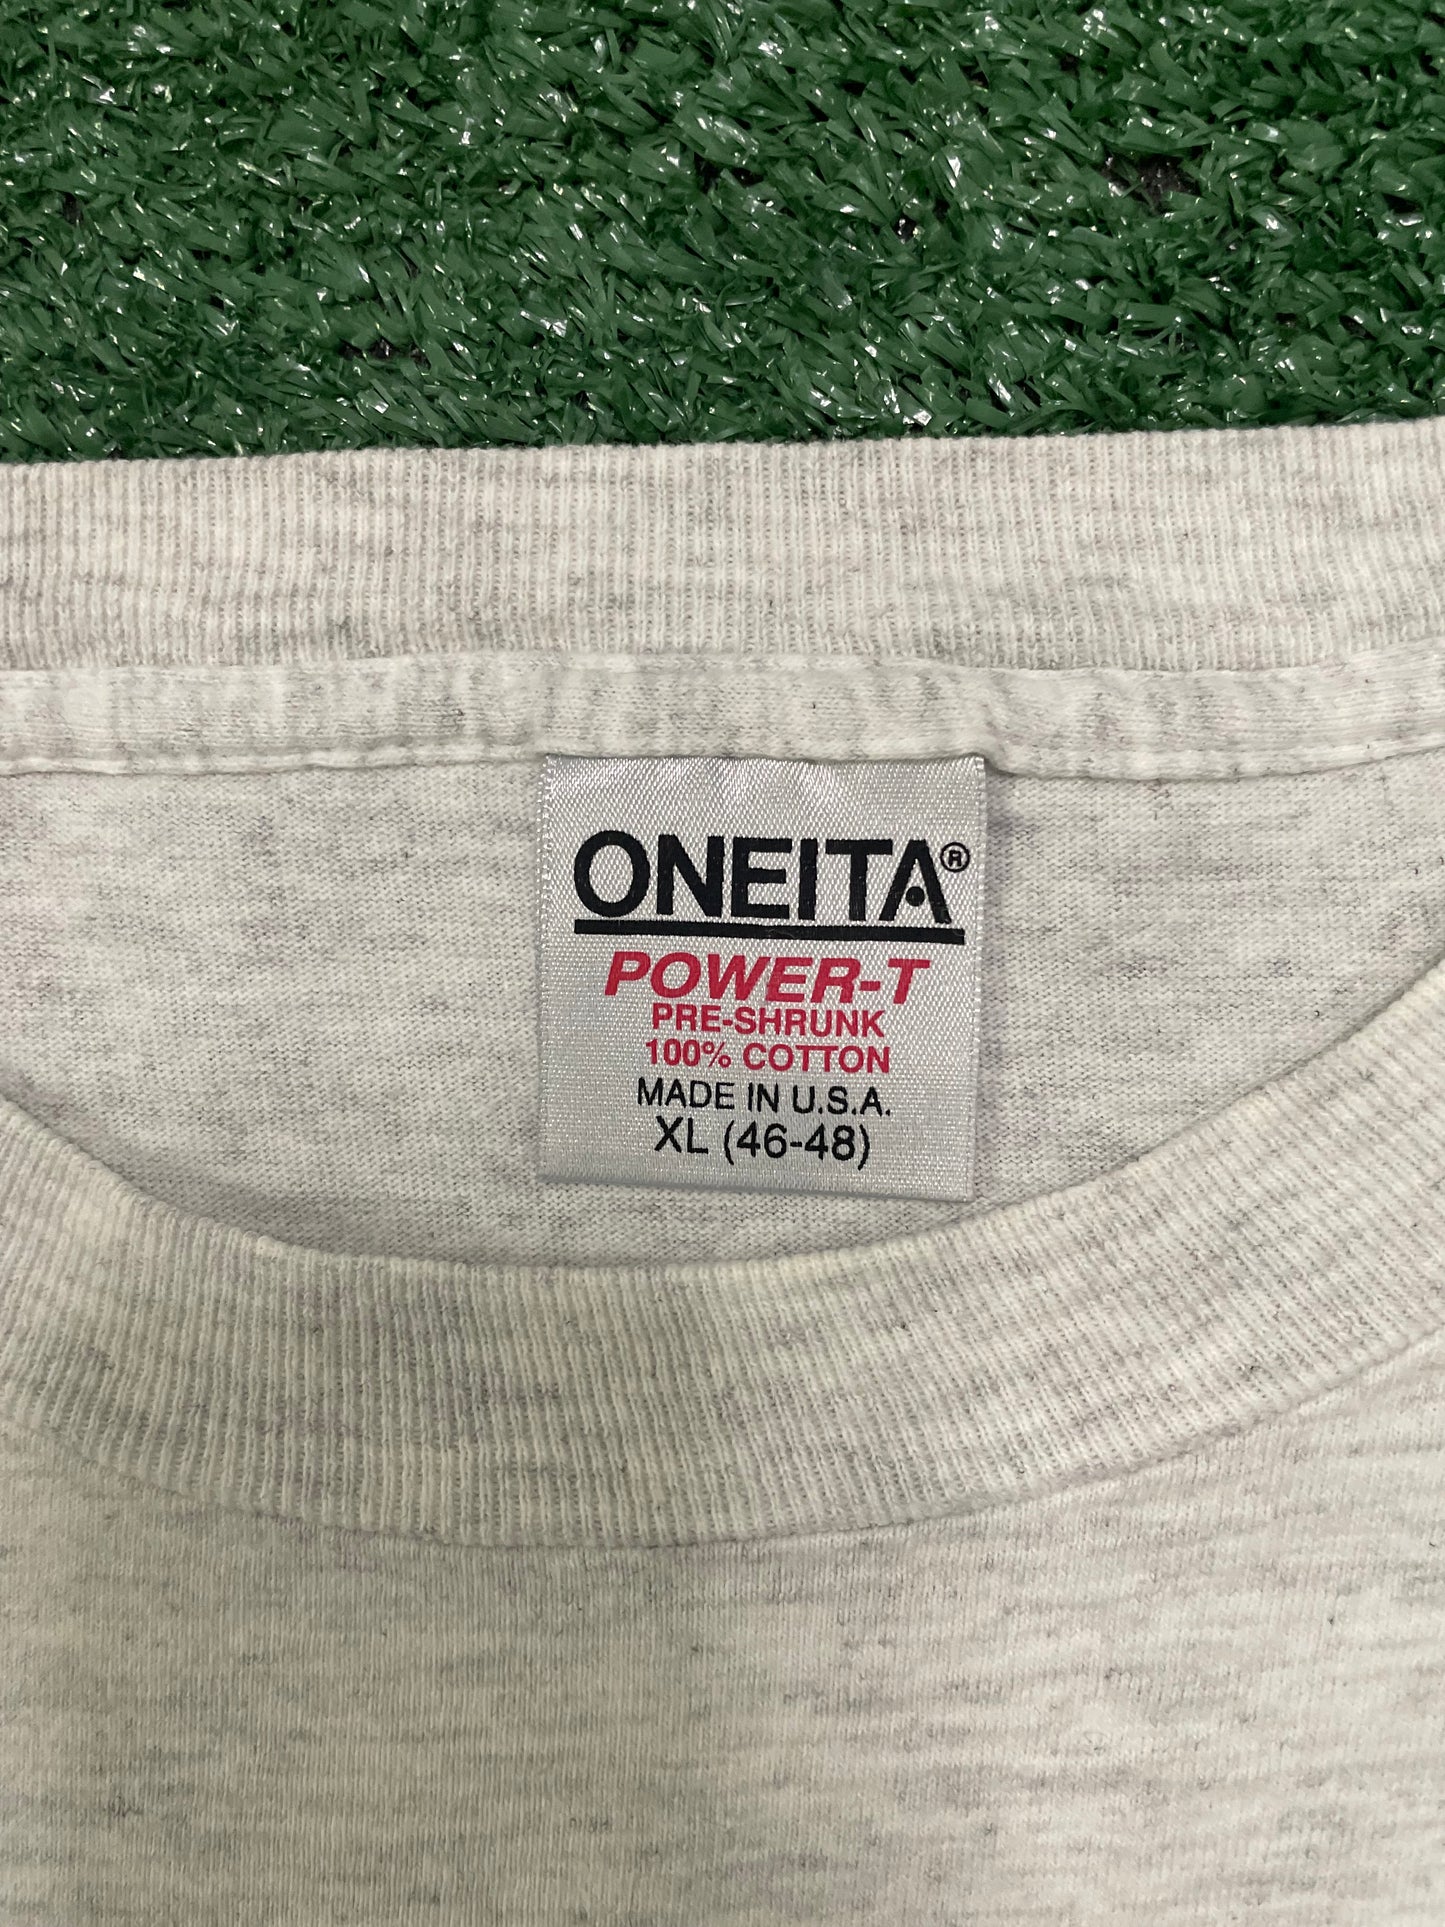 ONEITA®
POWER-T
PRE-SHRUNK
100% COTTON
MADE IN U.S.A.
XL (46-48)